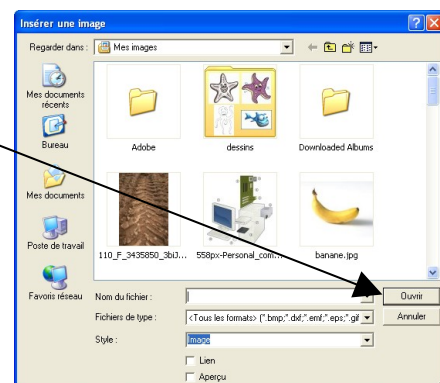 Insérer une image
Regarder dans :
Mes images
Mes documents
récents
Bureau
Mes documents
Poste de travail
Favoris réseau
Adobe
dessins
Downloaded Albums
110_F_3435850_3biJ...
558px-Personal_com...
banane.jpg
Nom du fichier :
Ouvrir
Fichiers de type :
<Tous les formats> (*.bmp;*.dxf;*.emf;*.eps;*.gif
Annuler
Style :
Image
Lien
Aperçu